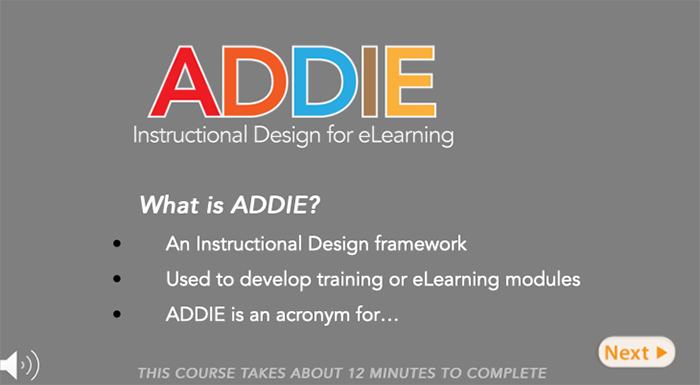 ADDIE
Instructional Design for eLearning
What is ADDIE?
• An Instructional Design framework
• Used to develop training or eLearning modules
• ADDIE is an acronym for…
Next
THIS COURSE TAKES ABOUT 12 MINUTES TO COMPLETE